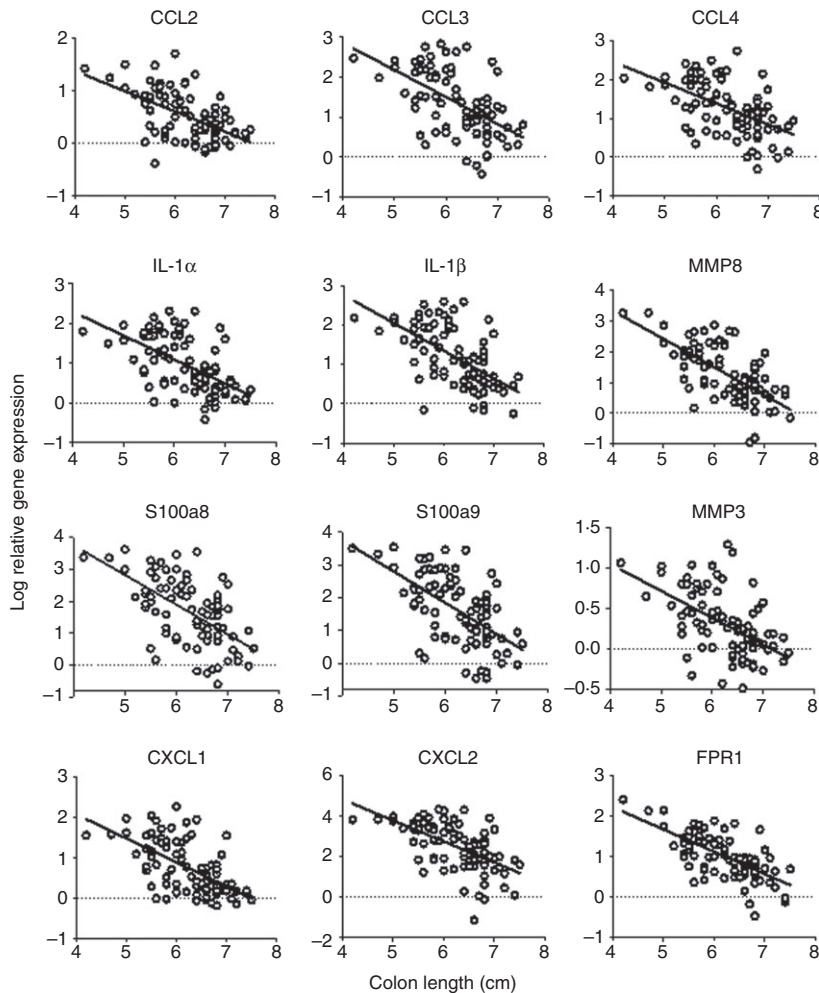 CCL2
CCL3
CCL4
2
1
0
–1
4 5 6 7 8
3
2
1
0
–1
4 5 6 7 8
3
2
1
0
–1
4 5 6 7 8
IL-1α
IL-1β
MMP8
3
2
1
0
–1
4 5 6 7 8
3
2
1
0
–1
4 5 6 7 8
4
3
2
1
0
–1
4 5 6 7 8
Log relative gene expression
S100a8
S100a9
MMP3
4
3
2
1
0
–1
4 5 6 7 8
4
3
2
1
0
–1
4 5 6 7 8
1·5
1·0
0·5
0·0
–0·5
4 5 6 7 8
CXCL1
CXCL2
FPR1
3
2
1
0
–1
4 5 6 7 8
6
4
2
0
–2
4 5 6 7 8
3
2
1
0
–1
4 5 6 7 8
Colon length (cm)